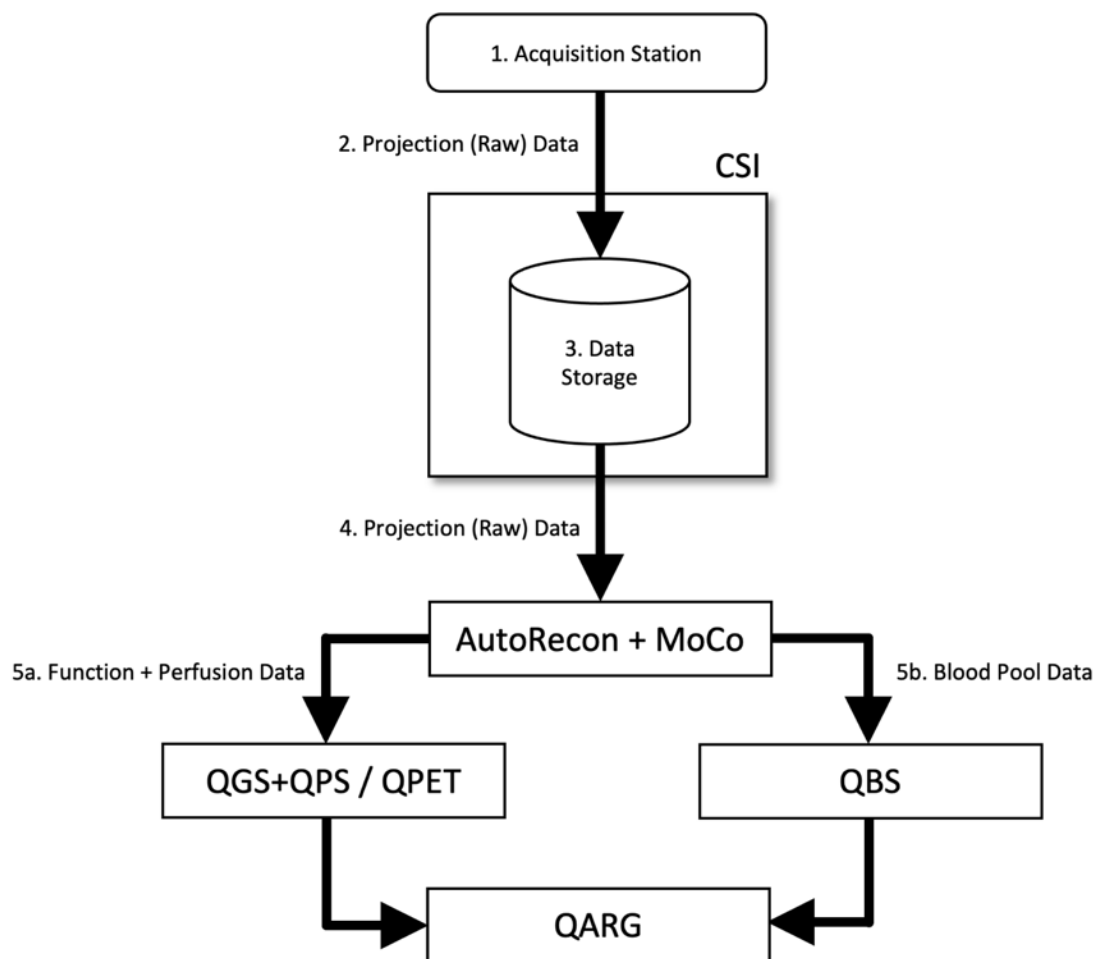 1. Acquisition Station
2. Projection (Raw) Data
CSI
3. Data
Storage
4. Projection (Raw) Data
AutoRecon + MoCo
5a. Function + Perfusion Data
5b. Blood Pool Data
QGS+QPS / QPET
QBS
QARG